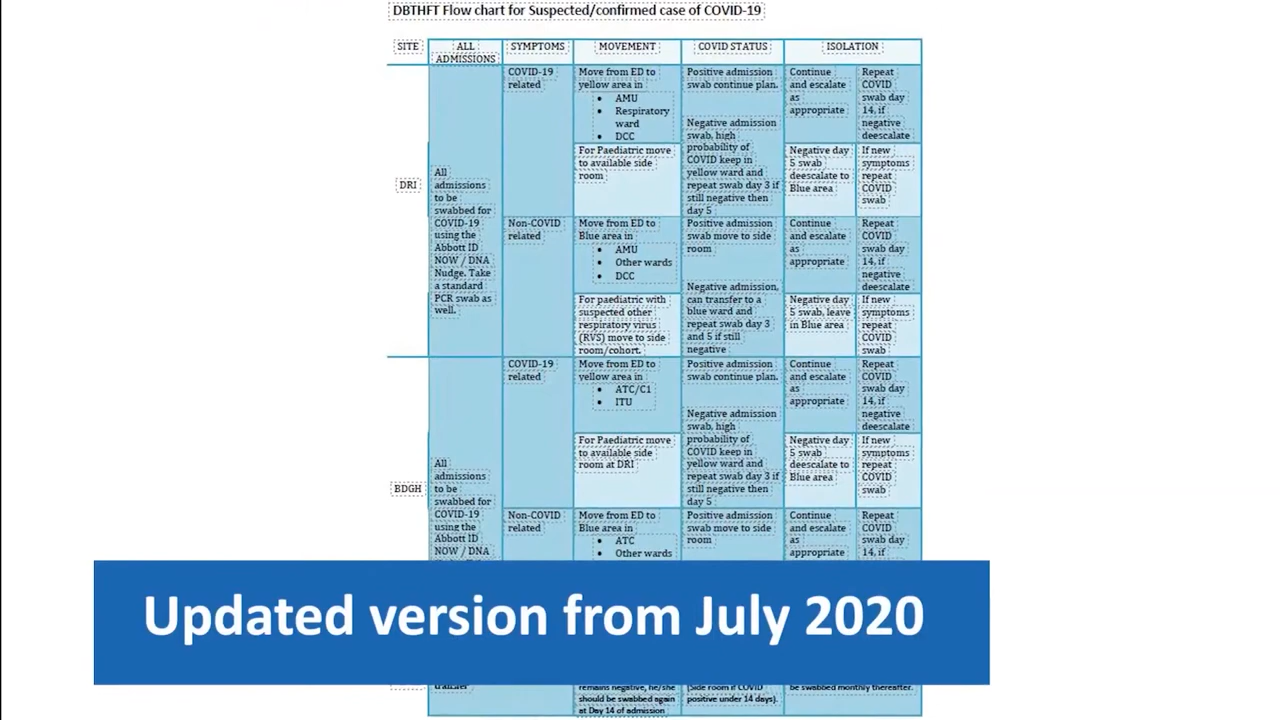 DBTHFT Flow chart for Suspected/confirmed case of COVID-19
SITE
ALL
ADMISSIONS
SYMPTOMS
MOVEMENT
COVID STATUS
ISOLATION
DRI
All
admissions
to be
swabbed for
COVID-19
using the
Abbott ID
NOW / DNA
Nudge. Take
a standard
PCR swab as
well.
COVID-19
related
Move from ED to
yellow area in
• AMU
• Respiratory
ward
• DCC
For Paediatric move
to available side
room
Positive admission
swab continue plan.
Negative admission
swab, high
probability of
COVID keep in
yellow ward and
repeat swab day 3 if
still negative then
day 5
Continue
and escalate
as
appropriate
Repeat
COVID
swab day
14, if
negative
deescalate
Negative day
5 swab
deescalate to
Blue area
If new
symptoms
repeat
COVID
swab
Non-COVID
related
Move from ED to
Blue area in
• AMU
• Other wards
• DCC
For paediatric with
suspected other
respiratory virus
(RVS) move to side
room/cohort.
Positive admission
swab move to side
room
Negative admission,
can transfer to a
blue ward and
repeat swab day 3
and 5 if still
negative
Continue
and escalate
as
appropriate
Repeat
COVID
swab day
14, if
negative
deescalate
Negative day
5 swab, leave
in Blue area
If new
symptoms
repeat
COVID
swab
BDGH
All
admissions
to be
swabbed for
COVID-19
using the
Abbott ID
NOW / DNA
COVID-19
related
Move from ED to
yellow area in
• ATC/C1
• ITU
For Paediatric move
to available side
room at DRI
Positive admission
swab continue plan.
Negative admission
swab, high
probability of
COVID keep in
yellow ward and
repeat swab day 3 if
still negative then
day 5
Continue
and escalate
as
appropriate
Repeat
COVID
swab day
14, if
negative
deescalate
Negative day
5 swab
deescalate to
Blue area
If new
symptoms
repeat
COVID
swab
Non-COVID
related
Move from ED to
Blue area in
• ATC
• Other wards
Positive admission
swab move to side
room
Continue
and escalate
as
appropriate
Repeat
COVID
swab day
14, if
Updated version from July 2020
transfer
remains negative, he/she
should be swabbed again
at Day 14 of admission
(Side room if COVID
positive under 14 days).
be swabbed monthly thereafter.